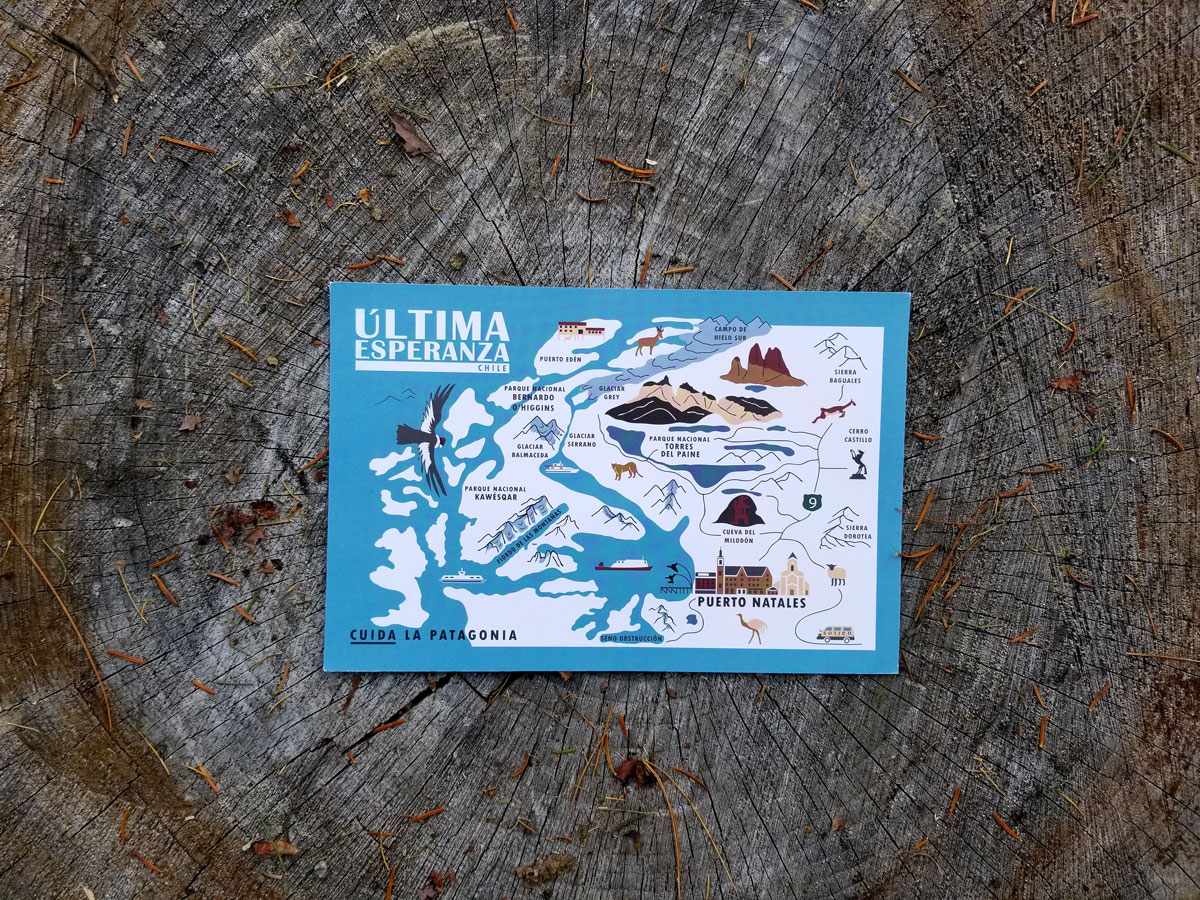 ÚLTIMA
ESPERANZA
CHILE
PUERTO EDÉN
CAMPO DE
HIELO SUR
SIERRA
BAGUALES
PARQUE NACIONAL
BERNARDO
O'HIGGINS
GLACIAR
GREY
GLACIAR
BALMACEDA
GLACIAR
SERRANO
PARQUE NACIONAL
TORRES
DEL PAINE
CERRO
CASTILLO
PARQUE NACIONAL
KAWÉSQAR
FIORDO DE LAS MONTAÑAS
9
CUEVA DEL
MILODÓN
SIERRA
DOROTEA
PUERTO NATALES
CUIDA LA PATAGONIA
SENO OBSTRUCCIÓN